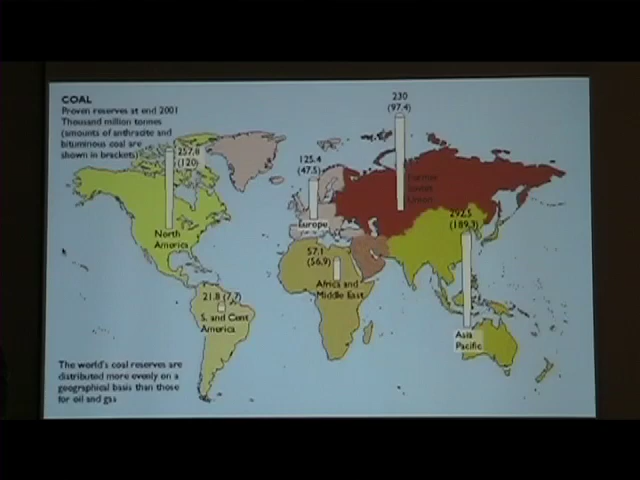 COAL
Proven reserves at end 2001
Thousand million tonnes
(amounts of anthracite and
bituminous coal are
shown in brackets)
257.8
(120)
North
America
125.4
(47.5)
Europe
230
(97.4)
Former
Soviet
Union
292.5
(189.3)
Asia
Pacific
57.1
(56.9)
Africa and
Middle East
21.8 (7.7)
S. and Cent
America
The world's coal reserves are
distributed more evenly on a
geographical basis than those
for oil and gas